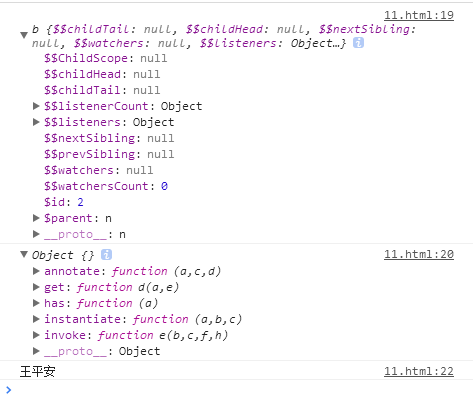 11.html:19
b {$$childTail: null, $$childHead: null, $$nextSibling:
null, $$watchers: null, $$listeners: Object…}
$$ChildScope: null
$$childHead: null
$$childTail: null
$$listenerCount: Object
$$listeners: Object
$$nextSibling: null
$$prevSibling: null
$$watchers: null
$$watchersCount: 0
$id: 2
$parent: n
__proto__: n
Object {} 11.html:20
annotate: function (a,c,d)
get: function d(a,e)
has: function (a)
instantiate: function (a,b,c)
invoke: function e(b,c,f,h)
__proto__: Object
王平安 11.html:22